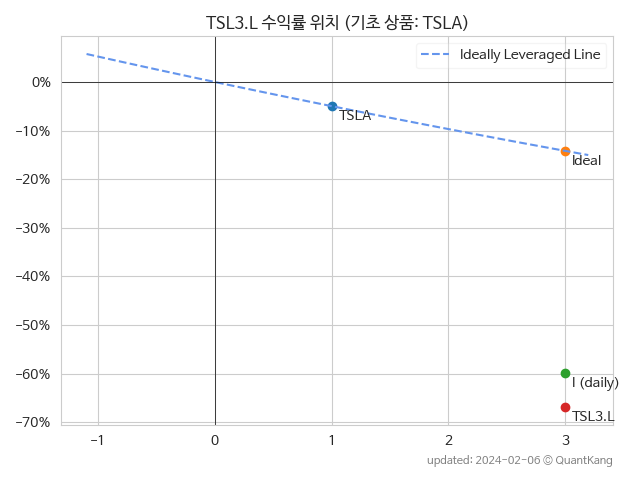 TSL3.L 수익률 위치 (기초 상품: TSLA)
Ideally Leveraged Line
0%
−10%
−20%
−30%
−40%
−50%
−60%
−70%
TSLA
Ideal
I (daily)
TSL3.L
−1
0
1
2
3
updated: 2024-02-06 © QuantKang